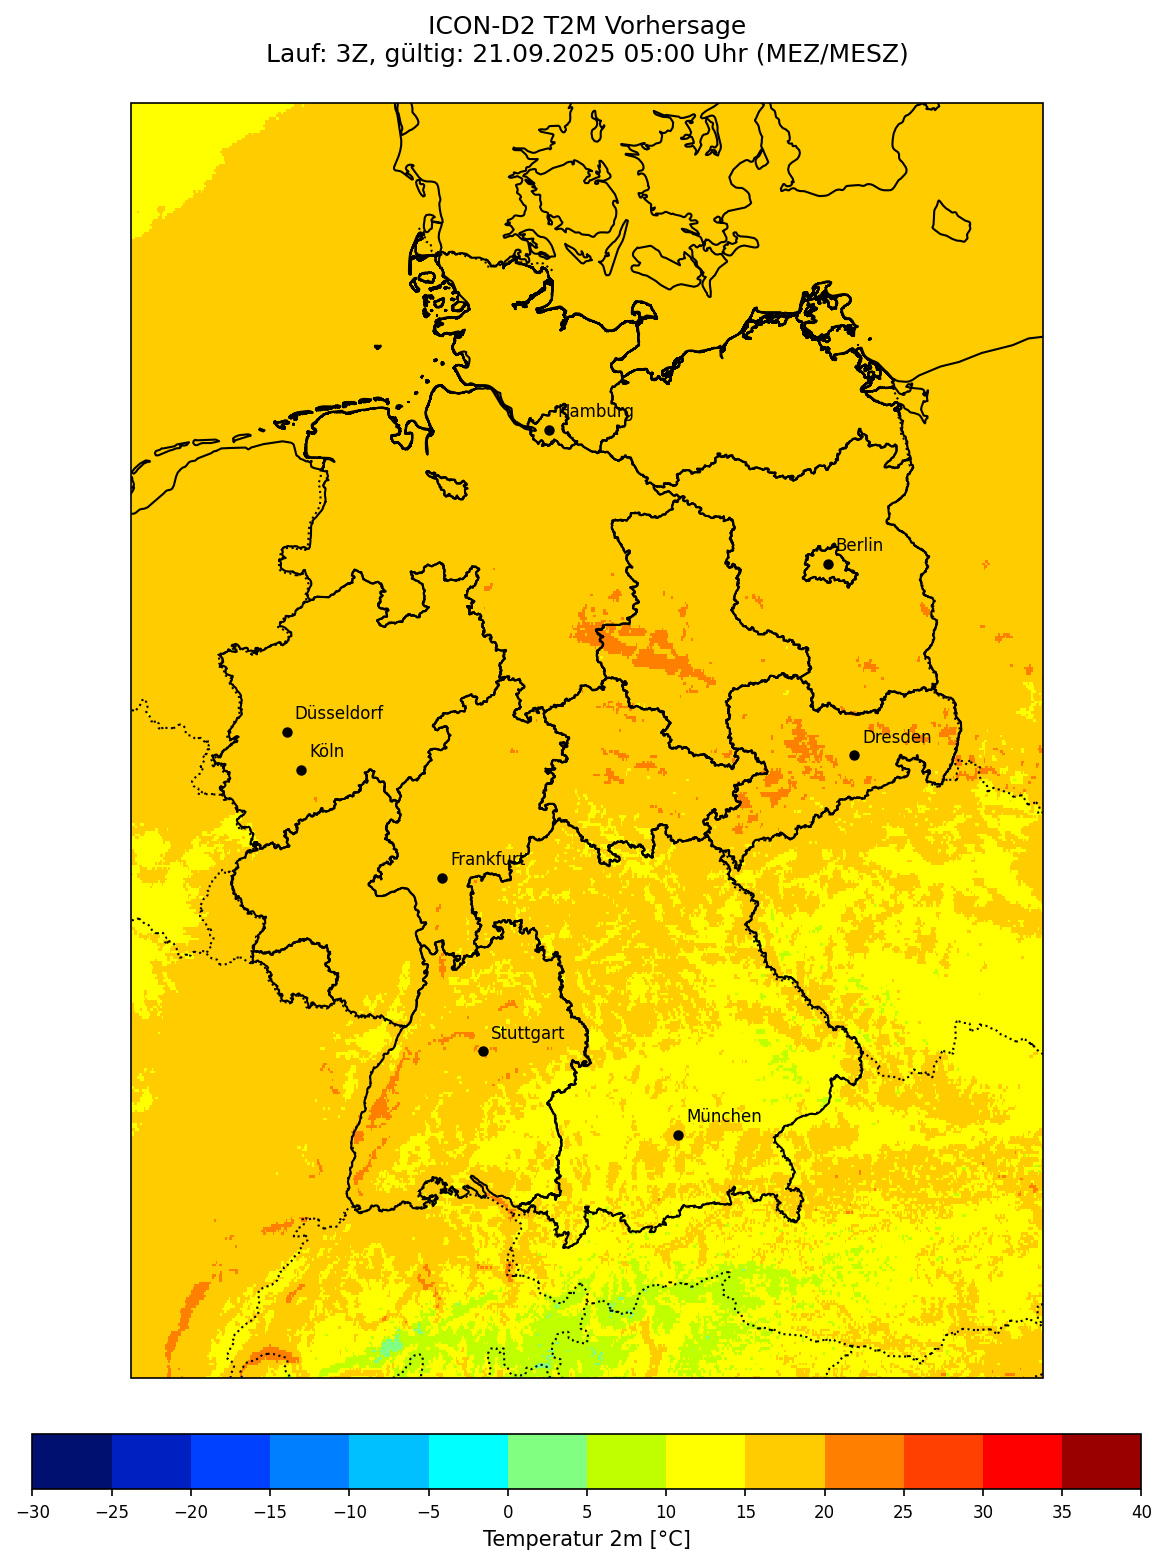 ICON-D2 T2M Vorhersage
Lauf: 3Z, gültig: 21.09.2025 05:00 Uhr (MEZ/MESZ)
Hamburg
Berlin
Düsseldorf
Dresden
Köln
Frankfurt
Stuttgart
München
−30 −25 −20 −15 −10 −5 0 5 10 15 20 25 30 35 40
Temperatur 2m [°C]